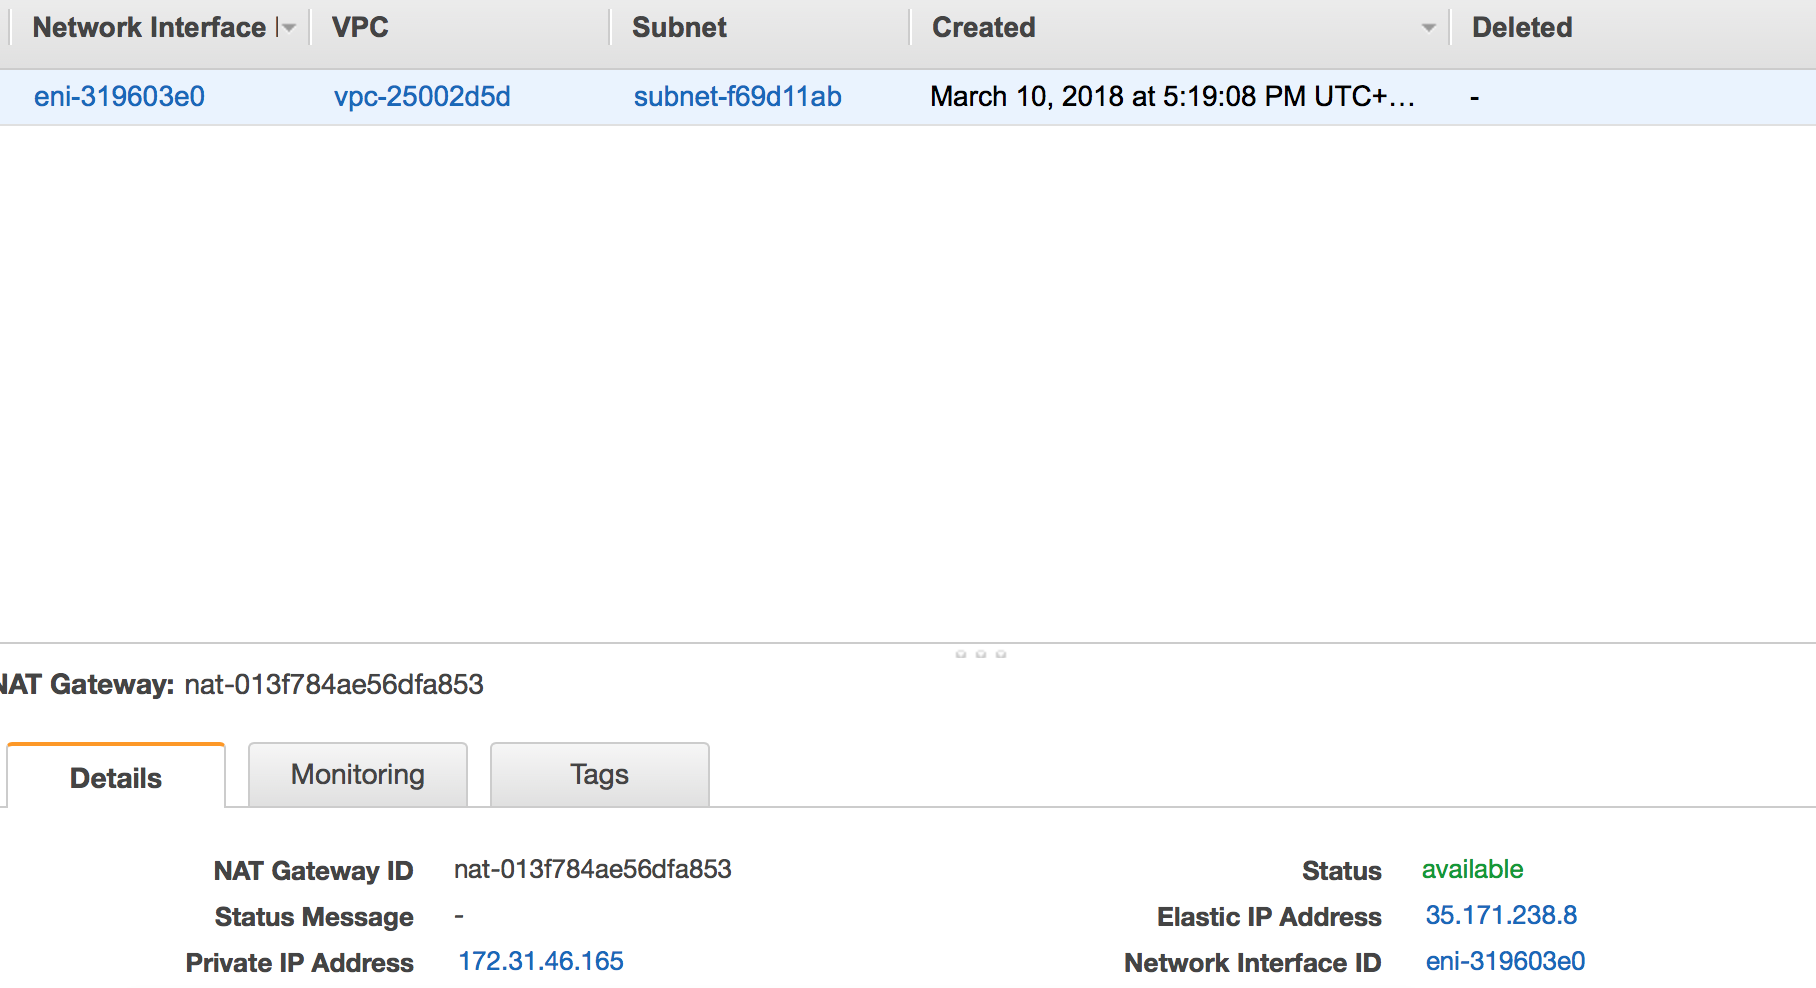 Network Interface VPC Subnet Created Deleted
eni-319603e0 vpc-25002d5d subnet-f69d11ab March 10, 2018 at 5:19:08 PM UTC+… -
NAT Gateway: nat-013f784ae56dfa853
Details Monitoring Tags
NAT Gateway ID nat-013f784ae56dfa853 Status available
Status Message - Elastic IP Address 35.171.238.8
Private IP Address 172.31.46.165 Network Interface ID eni-319603e0